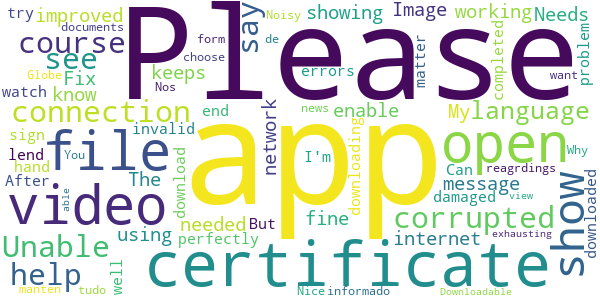 try improved Please say Image working
documents Noisy showing Needs
course form de matter completed problem
see keeps choose errors
Globe Fix Nos want
watch know news enable My language
connection end network
sign invalid I'm downloading Why
file app open
lend hand You The download Can reagrdings
After able message
video needed But fine damaged show downloaded
perfectly corrupted
Unable using internet
well certificate exhausting view
help
manten tudo Nice informado Downloadable